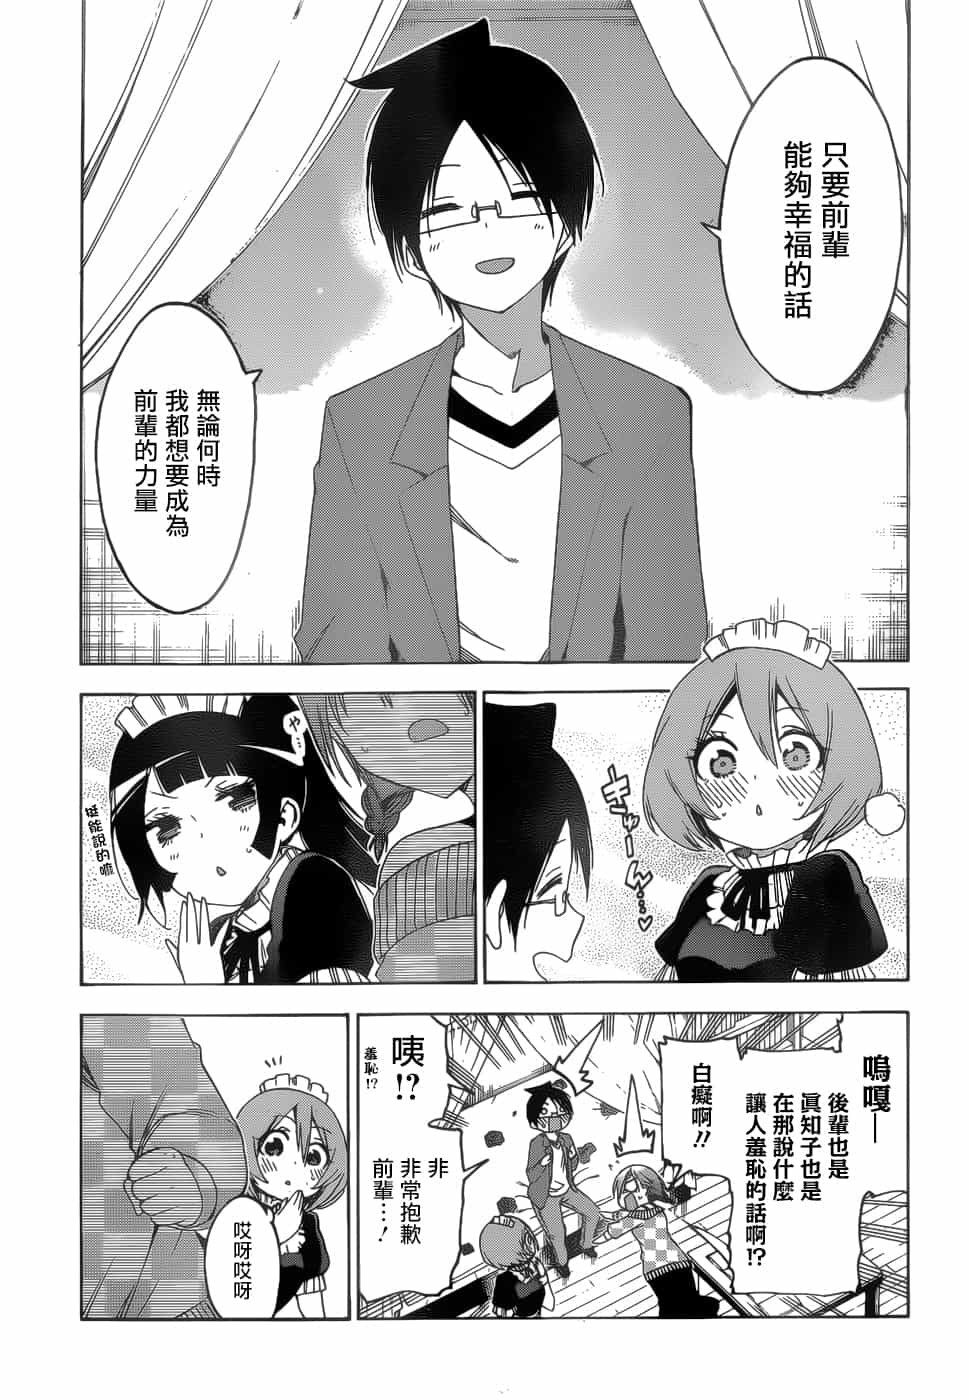 只要前輩
能夠幸福的話
無論何時
我都想要成為
前輩的力量
きゅーん…♡
や…
挺能說的嘛
嗚嘎—
後輩也是
眞知子也是
在那說什麼
讓人羞恥的話啊!?
白癡啊!!
咦!?
羞恥!?
非
非常抱歉
前輩…!
哎呀哎呀